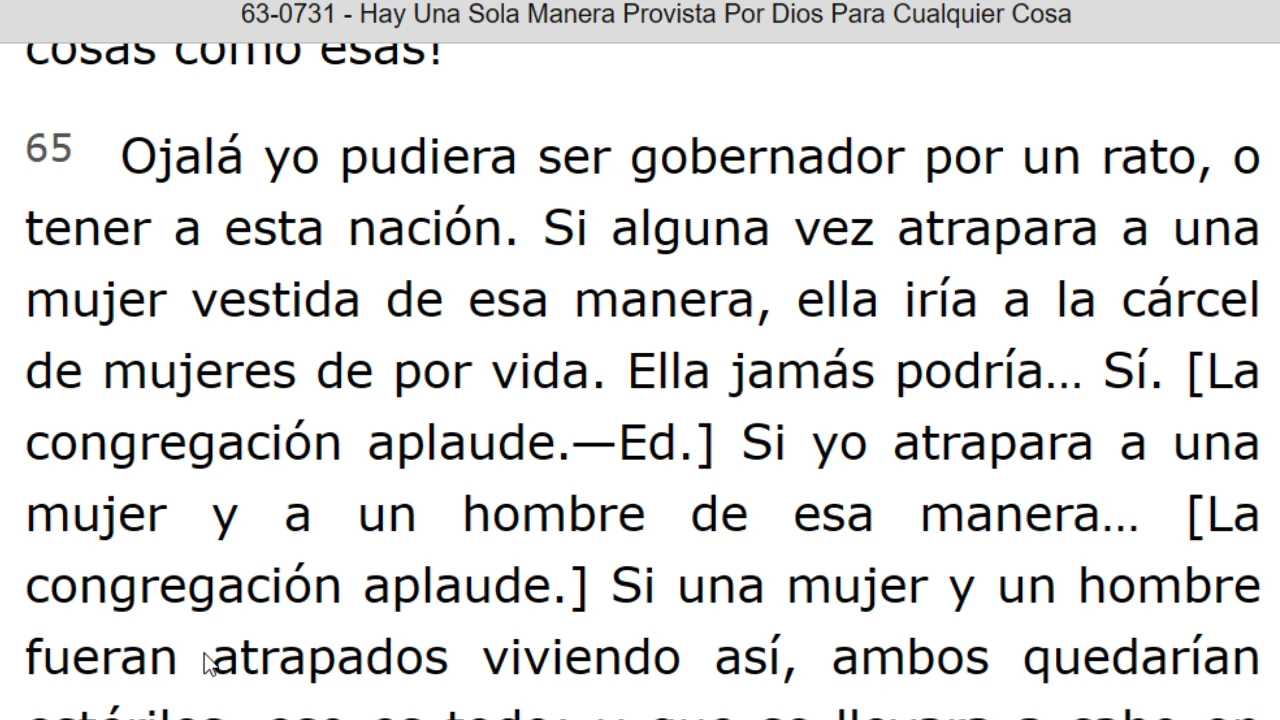 63-0731 - Hay Una Sola Manera Provista Por Dios Para Cualquier Cosa
cosas como esas!
65 Ojalá yo pudiera ser gobernador por un rato, o
tener a esta nación. Si alguna vez atrapara a una
mujer vestida de esa manera, ella iría a la cárcel
de mujeres de por vida. Ella jamás podría… Sí. [La
congregación aplaude.—Ed.] Si yo atrapara a una
mujer y a un hombre de esa manera… [La
congregación aplaude.] Si una mujer y un hombre
fueran atrapados viviendo así, ambos quedarían